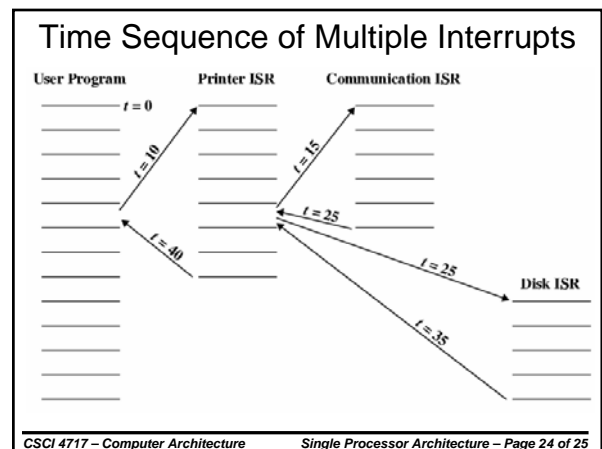 Time Sequence of Multiple Interrupts
User Program Printer ISR Communication ISR
t = 0
t = 10
t = 15
t = 25
t = 40
t = 25
Disk ISR
t = 35
CSCI 4717 – Computer Architecture Single Processor Architecture – Page 24 of 25